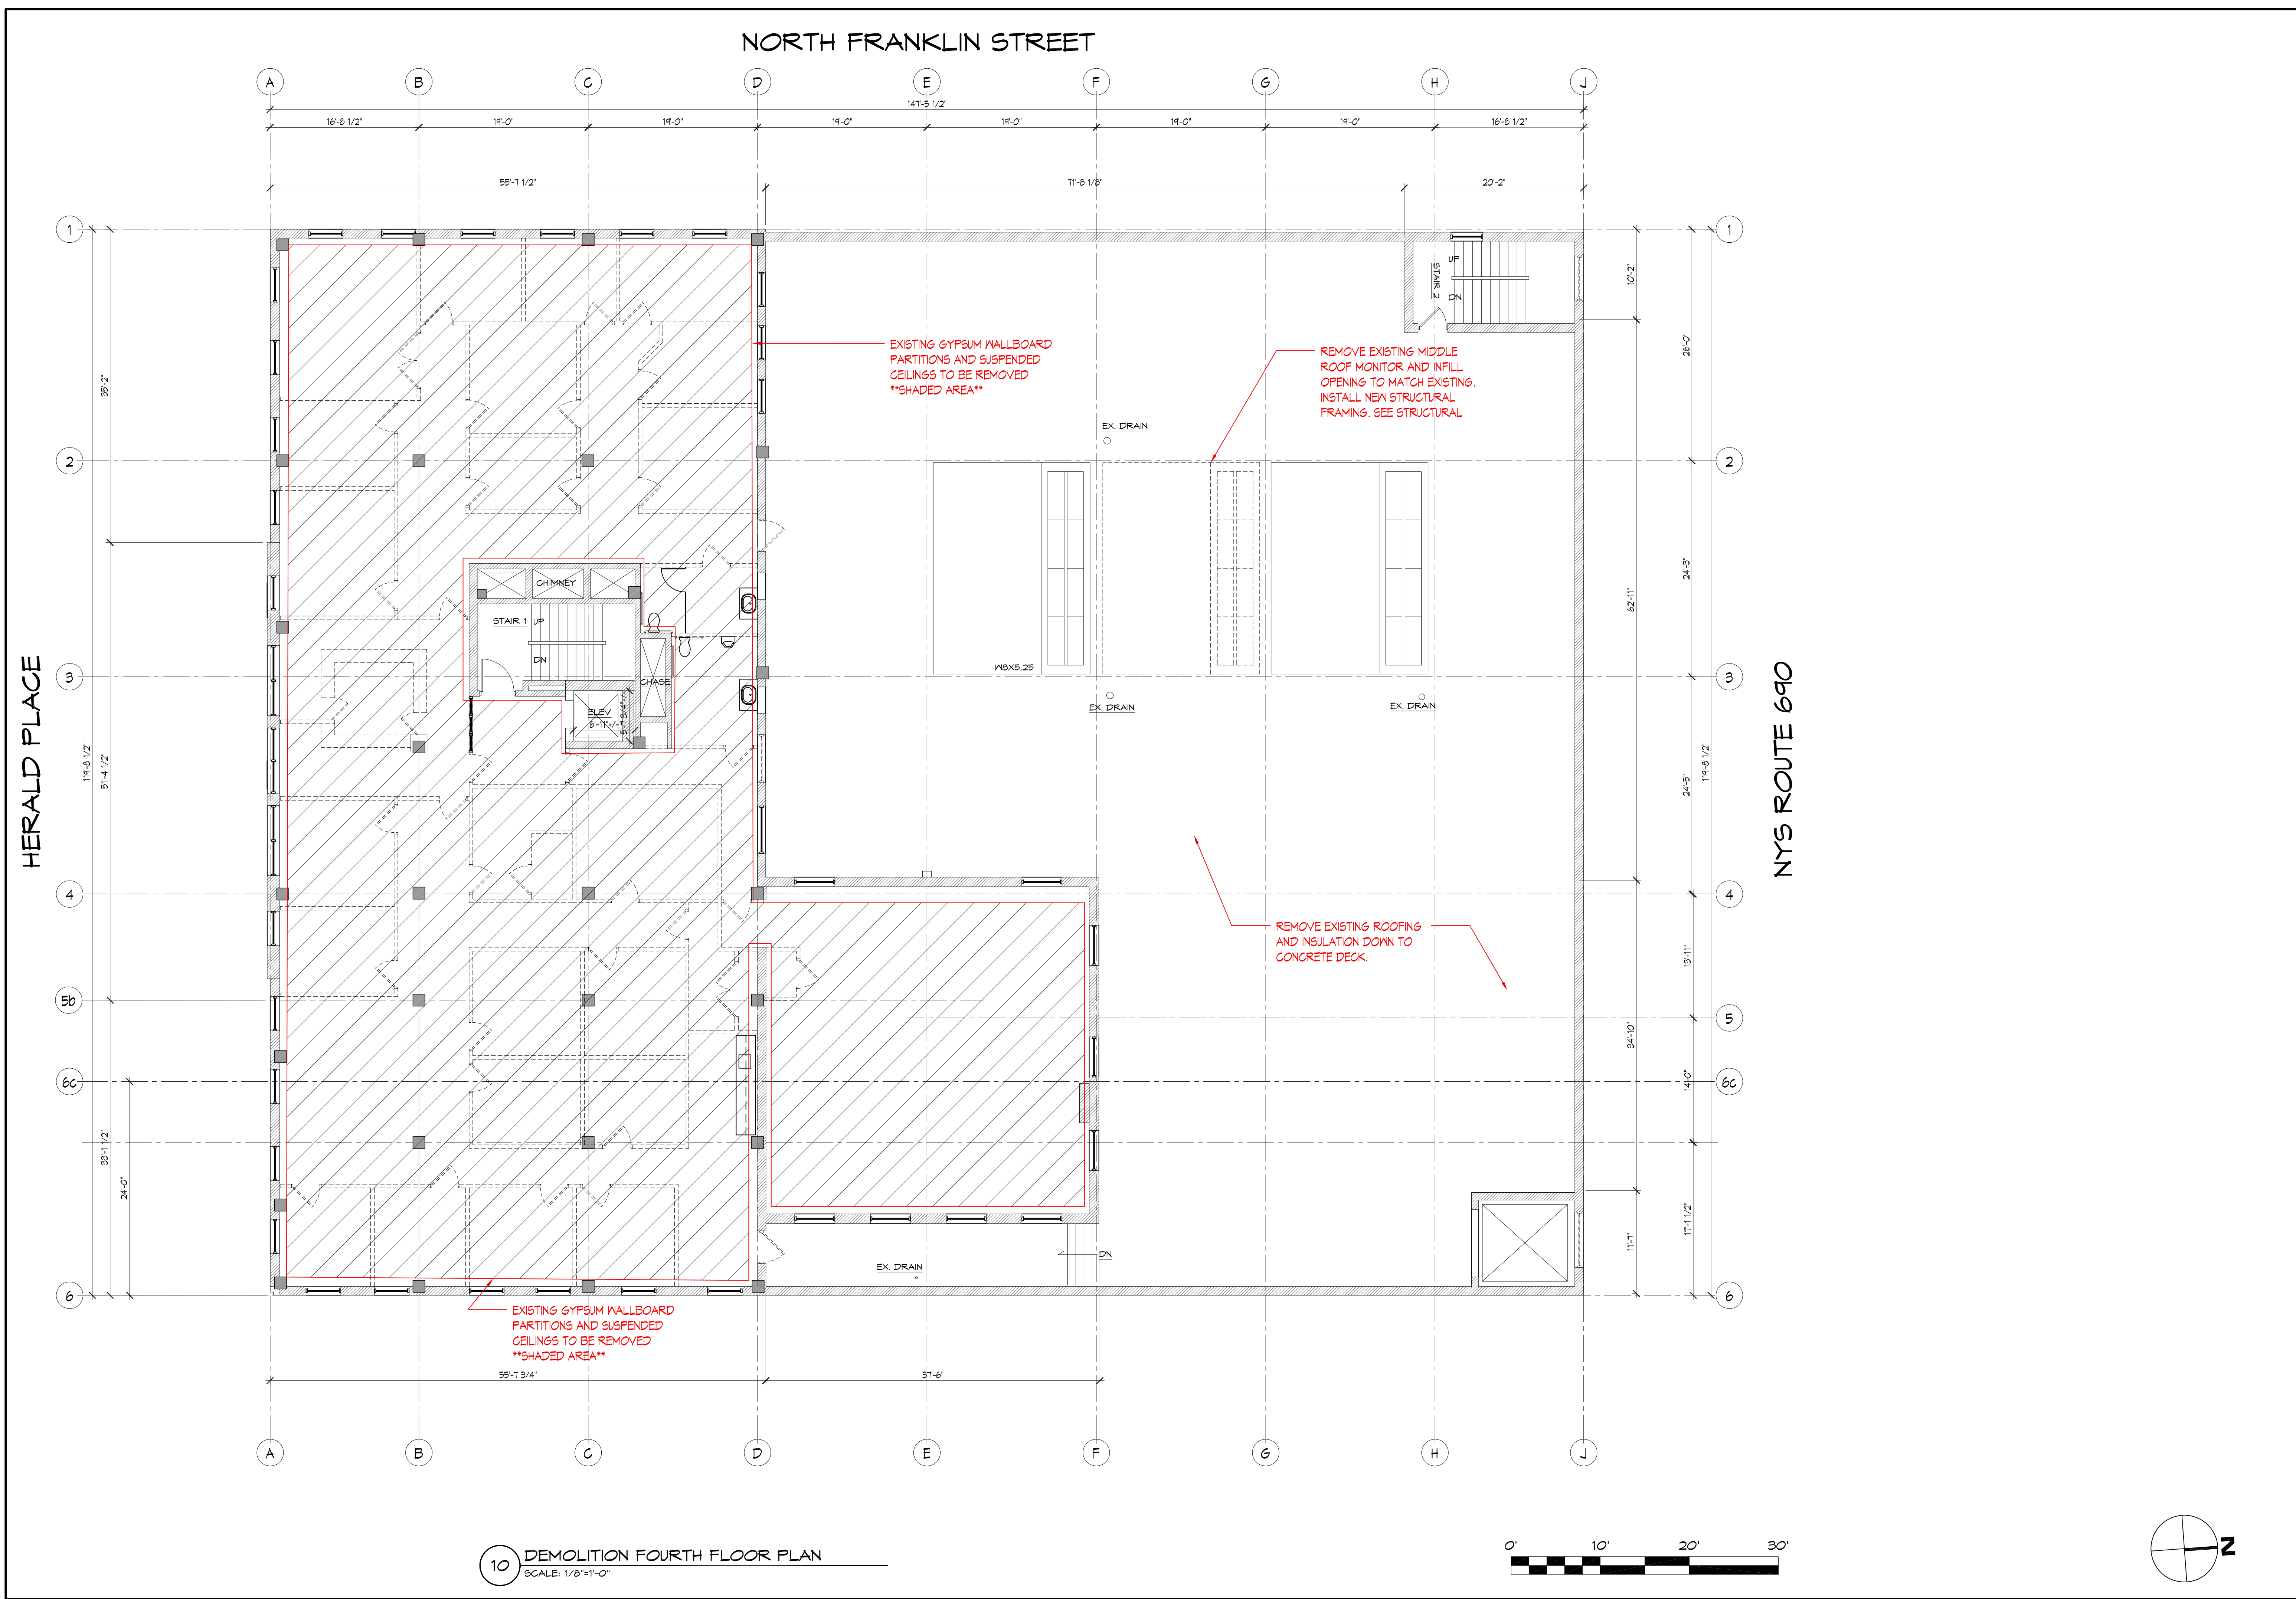 NORTH FRANKLIN STREET
A B C D E F G H J
147'-5 1/2"
16'-8 1/2" 19'-0" 19'-0" 19'-0" 19'-0" 19'-0" 19'-0" 16'-8 1/2"
55'-7 1/2" 71'-8 1/8" 20'-2"
1 1
UP
STAIR 2
DN
10'-2"
26'-0"
35'-2"
EXISTING GYPSUM WALLBOARD
PARTITIONS AND SUSPENDED
CEILINGS TO BE REMOVED
**SHADED AREA**
REMOVE EXISTING MIDDLE
ROOF MONITOR AND INFILL
OPENING TO MATCH EXISTING.
INSTALL NEW STRUCTURAL
FRAMING. SEE STRUCTURAL
EX. DRAIN
2 2
24'-3"
62'-11"
CHIMNEY
STAIR 1 UP
DN
W8X5.25
CHASE
3 3
ELEV
6'-11"+/-
5'-7 3/4"+/-
EX. DRAIN
EX. DRAIN
HERALD PLACE
NYS ROUTE 690
119'-8 1/2"
51'-4 1/2"
24'-5"
119'-8 1/2"
4 4
REMOVE EXISTING ROOFING
AND INSULATION DOWN TO
CONCRETE DECK.
13'-11"
5b 5
34'-10"
6c 6c
14'-0"
33'-1 1/2"
24'-0"
17'-1 1/2"
11'-7"
DN
EX. DRAIN
6 6
EXISTING GYPSUM WALLBOARD
PARTITIONS AND SUSPENDED
CEILINGS TO BE REMOVED
**SHADED AREA**
55'-7 3/4" 37'-6"
A B C D E F G H J
10 DEMOLITION FOURTH FLOOR PLAN
SCALE: 1/8"=1'-0"
0' 10' 20' 30'
N